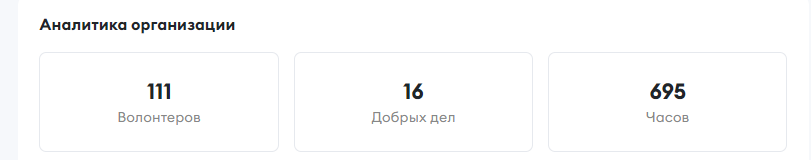 Аналитика организации
111 16 695
Волонтеров Добрых дел Часов